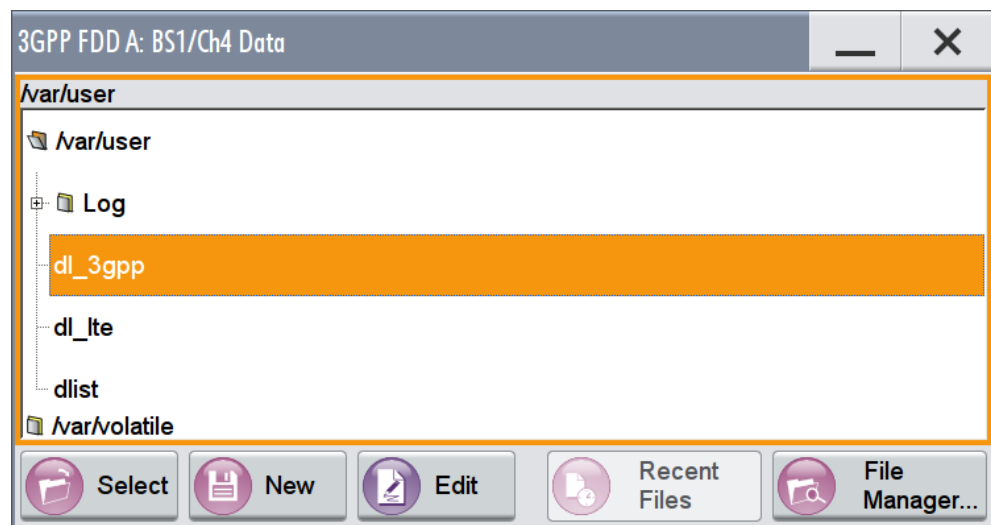 3GPP FDD A: BS1/Ch4 Data
/var/user
/var/user
Log
dl_3gpp
dl_lte
dlist
/var/volatile
Select
New
Edit
Recent
Files
File
Manager...